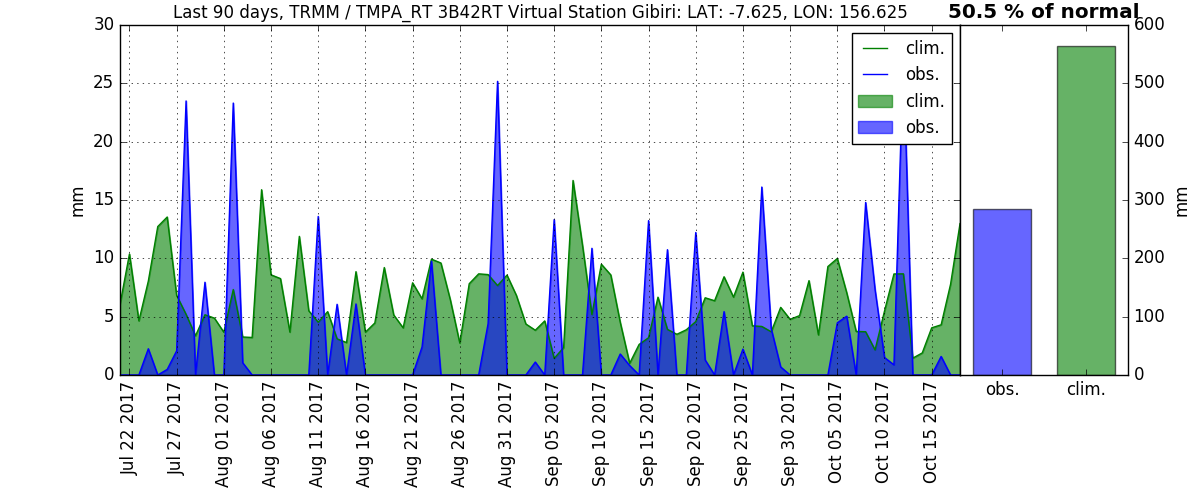 Last 90 days, TRMM / TMPA_RT 3B42RT Virtual Station Gibiri: LAT: -7.625, LON: 156.625
50.5 % of normal
30
25
20
15
10
5
0
mm
clim.
obs.
clim.
obs.
600
500
400
300
200
100
0
mm
Jul 22 2017
Jul 27 2017
Aug 01 2017
Aug 06 2017
Aug 11 2017
Aug 16 2017
Aug 21 2017
Aug 26 2017
Aug 31 2017
Sep 05 2017
Sep 10 2017
Sep 15 2017
Sep 20 2017
Sep 25 2017
Sep 30 2017
Oct 05 2017
Oct 10 2017
Oct 15 2017
obs.
clim.